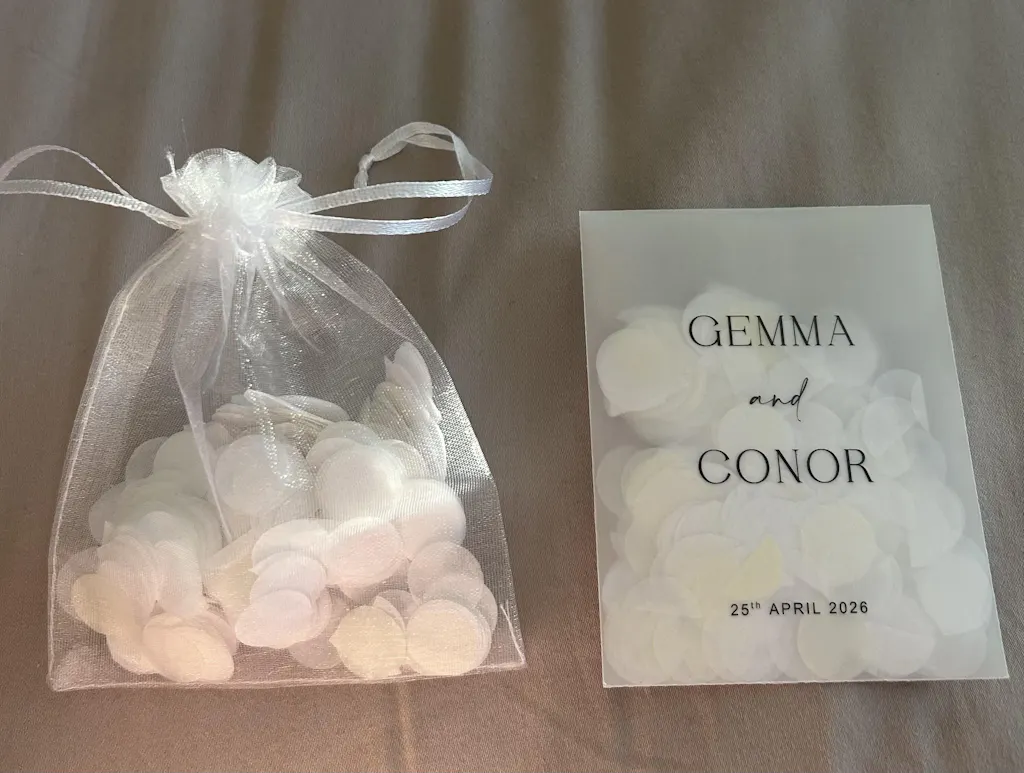 GEMMA
and
CONOR
25th APRIL 2026